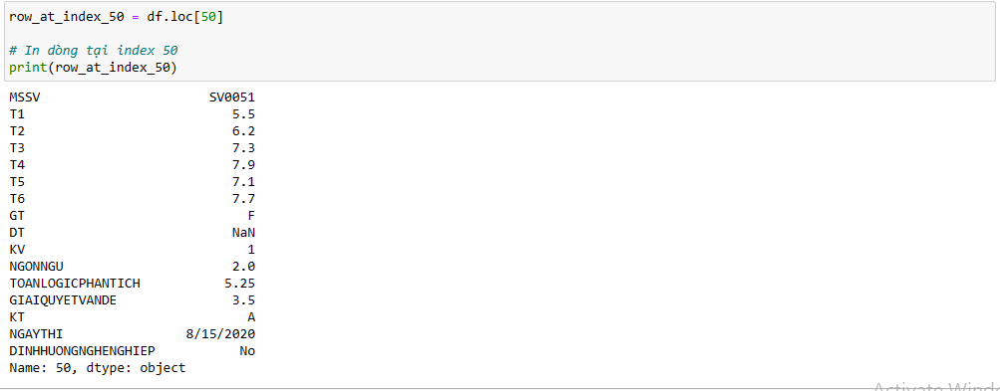 row_at_index_50 = df.loc[50]
# In dòng tại index 50
print(row_at_index_50)
MSSV SV0051
T1 5.5
T2 6.2
T3 7.3
T4 7.9
T5 7.1
T6 7.7
GT F
DT NaN
KV 1
NGONNGU 2.0
TOANLOGICPHANTICH 5.25
GIAIQUYETVANDE 3.5
KT A
NGAYTHI 8/15/2020
DINHHUONGNGHENGHIEP No
Name: 50, dtype: object
Activate Windo